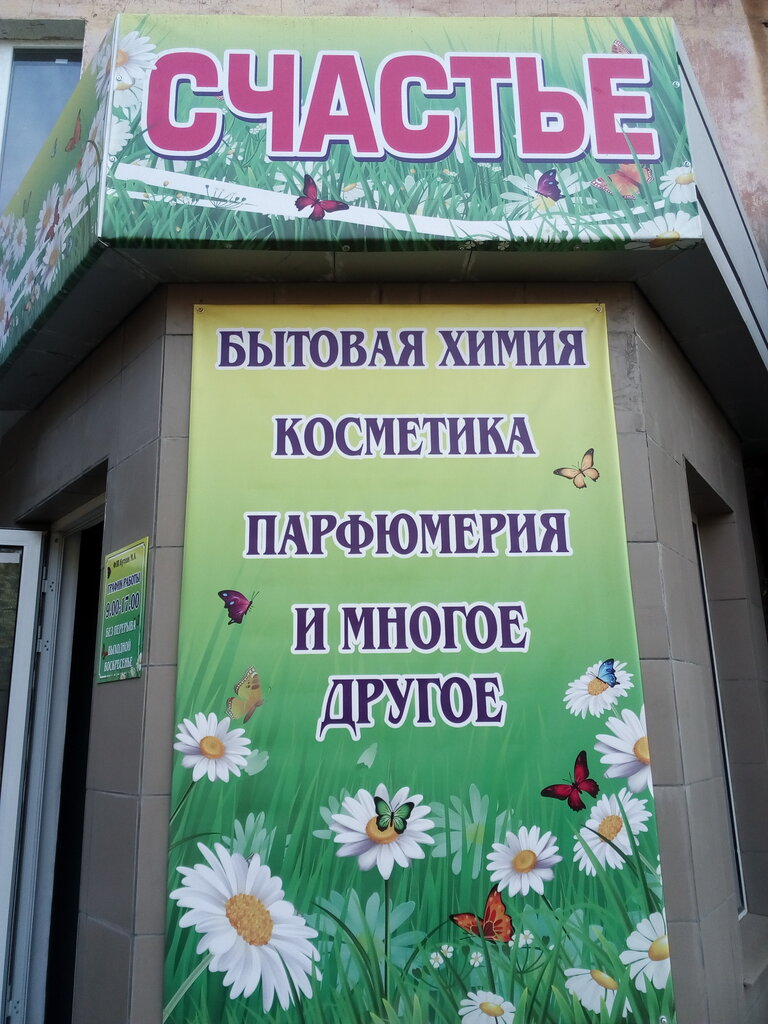 СЧАСТЬЕ
БЫТОВАЯ ХИМИЯ
КОСМЕТИКА
ПАРФЮМЕРИЯ
И МНОГОЕ
ДРУГОЕ
ГРАФИК РАБОТЫ
9.00-17.00
БЕЗ ПЕРЕРЫВА
ВЫХОДНОЙ
ВОСКРЕСЕНЬЕ